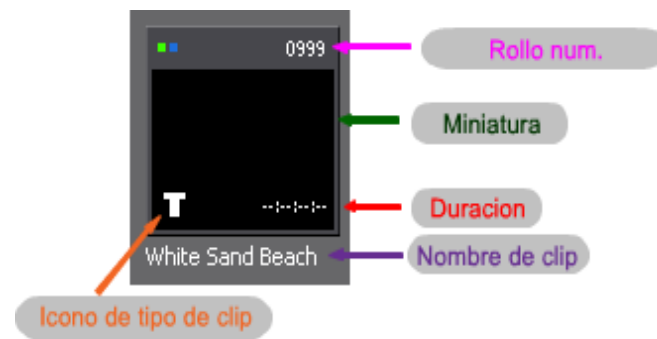 0999
Rollo num.
Miniatura
T
--:--:--:--
Duracion
White Sand Beach
Nombre de clip
Icono de tipo de clip